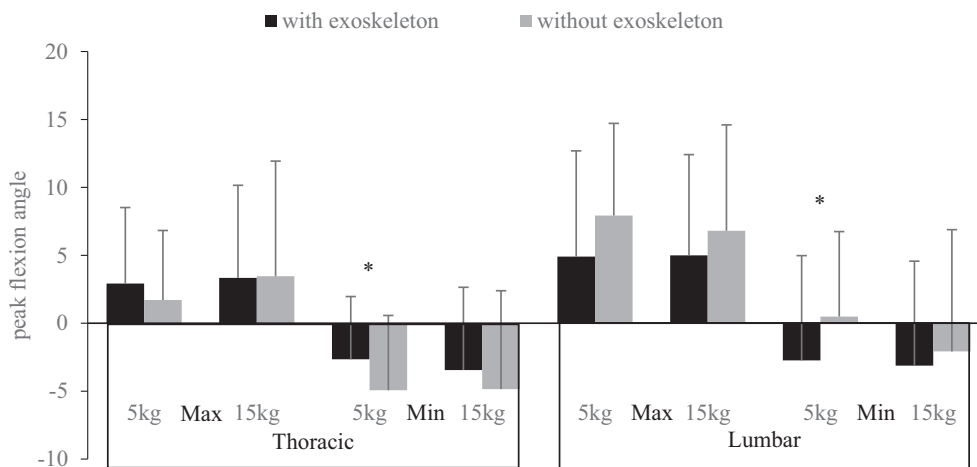 with exoskeleton without exoskeleton
20
15
10
5
0
-5
-10
peak flexion angle
*
*
5kg Max 15kg 5kg Min 15kg 5kg Max 15kg 5kg Min 15kg
Thoracic Lumbar